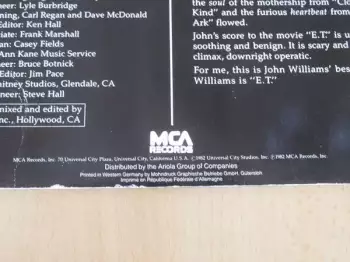 neer: Lyle Burbridge
ning, Carl Regan and Dave McDonald
Editor: Ken Hall
ciate: Frank Marshall
an: Casey Fields
Ann Kane Music Service
neer: Bruce Botnick
Editor: Jim Pace
hitney Studios, Glendale, CA
neer: Steve Hall
mixed and edited by
nc., Hollywood, CA
the soul of the mothership from "Clo
Kind" and the furious heartbeat from
Ark" flowed.
John's score to the movie "E.T." is u
soothing and benign. It is scary and
climax, downright operatic.
For me, this is John Williams' bes
Williams is "E.T."
MCA
RECORDS
MCA Records, Inc. 70 Universal City Plaza, Universal City, California U.S.A. ©1982 Universal City Studios, Inc. ℗1982 MCA Records, Inc.
Distributed by the Ariola Group of Companies
Printed in Western Germany by Mohndruck Graphische Betriebe GmbH, Gütersloh
Imprimé en République Fédérale d'Allemagne